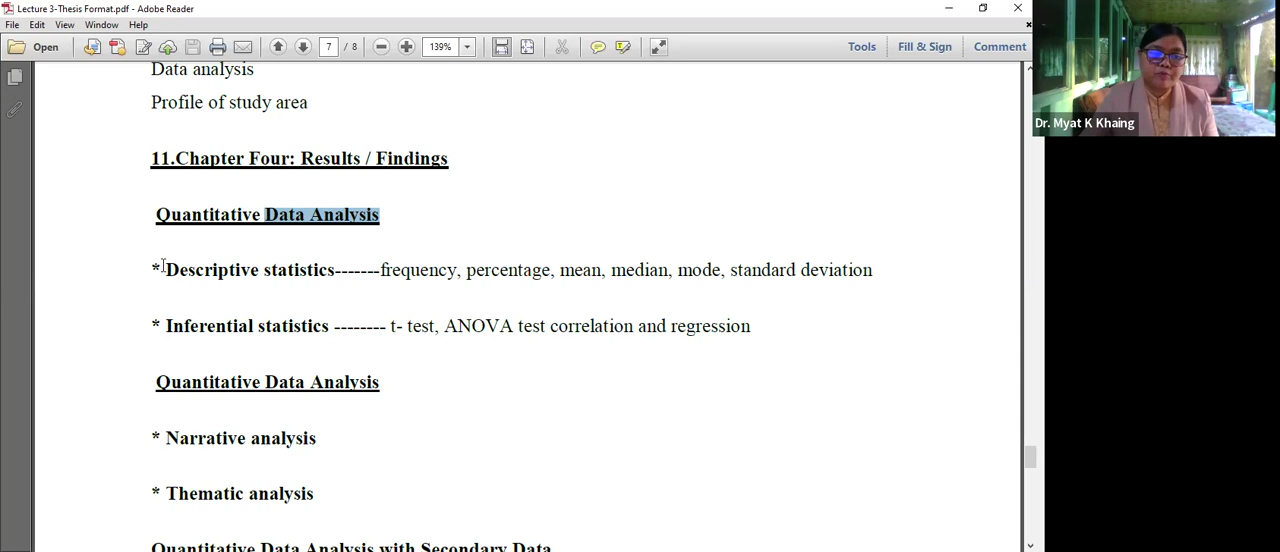 Lecture 3-Thesis Format.pdf - Adobe Reader
File Edit View Window Help
Open 7 / 8 139% Tools Fill & Sign Comment
Data analysis
Profile of study area
Dr. Myat K Khaing
11.Chapter Four: Results / Findings
Quantitative Data Analysis
* Descriptive statistics-------frequency, percentage, mean, median, mode, standard deviation
* Inferential statistics -------- t- test, ANOVA test correlation and regression
Quantitative Data Analysis
* Narrative analysis
* Thematic analysis
Quantitative Data Analysis with Secondary Data